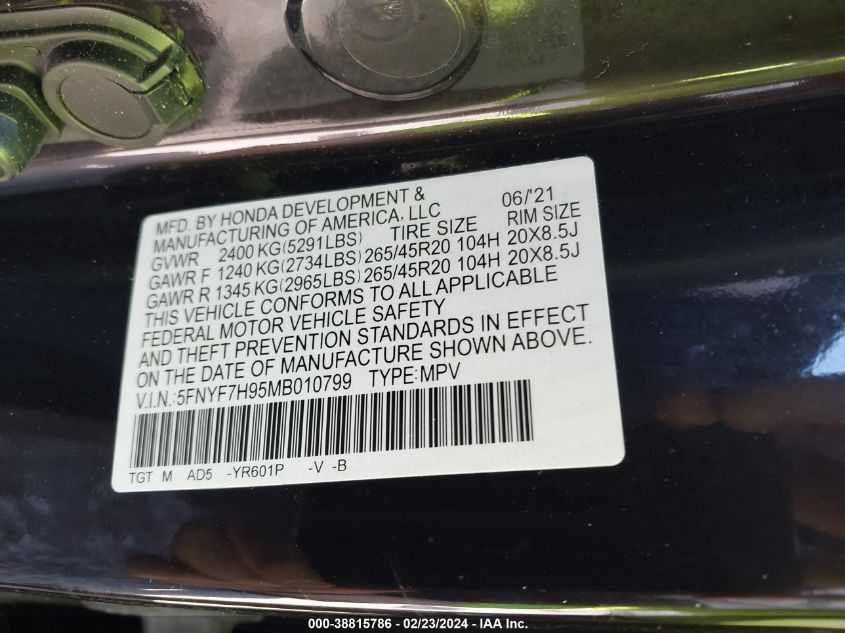 MFD. BY HONDA DEVELOPMENT & 06/'21
MANUFACTURING OF AMERICA, LLC
GVWR 2400 KG(5291LBS) TIRE SIZE RIM SIZE
GAWR F 1240 KG(2734LBS) 265/45R20 104H 20X8.5J
GAWR R 1345 KG(2965LBS) 265/45R20 104H 20X8.5J
THIS VEHICLE CONFORMS TO ALL APPLICABLE
FEDERAL MOTOR VEHICLE SAFETY
AND THEFT PREVENTION STANDARDS IN EFFECT
ON THE DATE OF MANUFACTURE SHOWN ABOVE.
V.I.N.:5FNYF7H95MB010799 TYPE:MPV
TGT M AD5 -YR601P -V -B
000-38815786 - 02/23/2024 - IAA Inc.